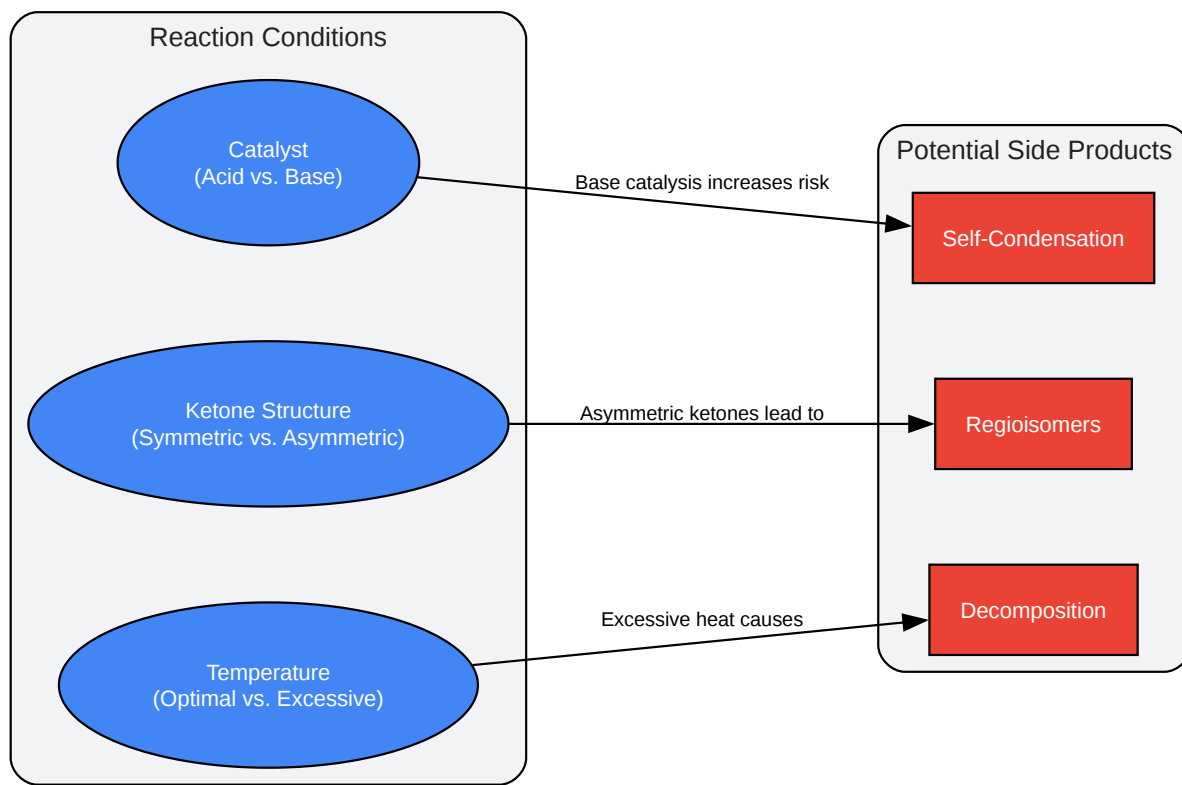 Reaction Conditions
Catalyst
(Acid vs. Base)
Base catalysis increases risk
Potential Side Products
Self-Condensation
Ketone Structure
(Symmetric vs. Asymmetric)
Asymmetric ketones lead to
Regioisomers
Temperature
(Optimal vs. Excessive)
Excessive heat causes
Decomposition